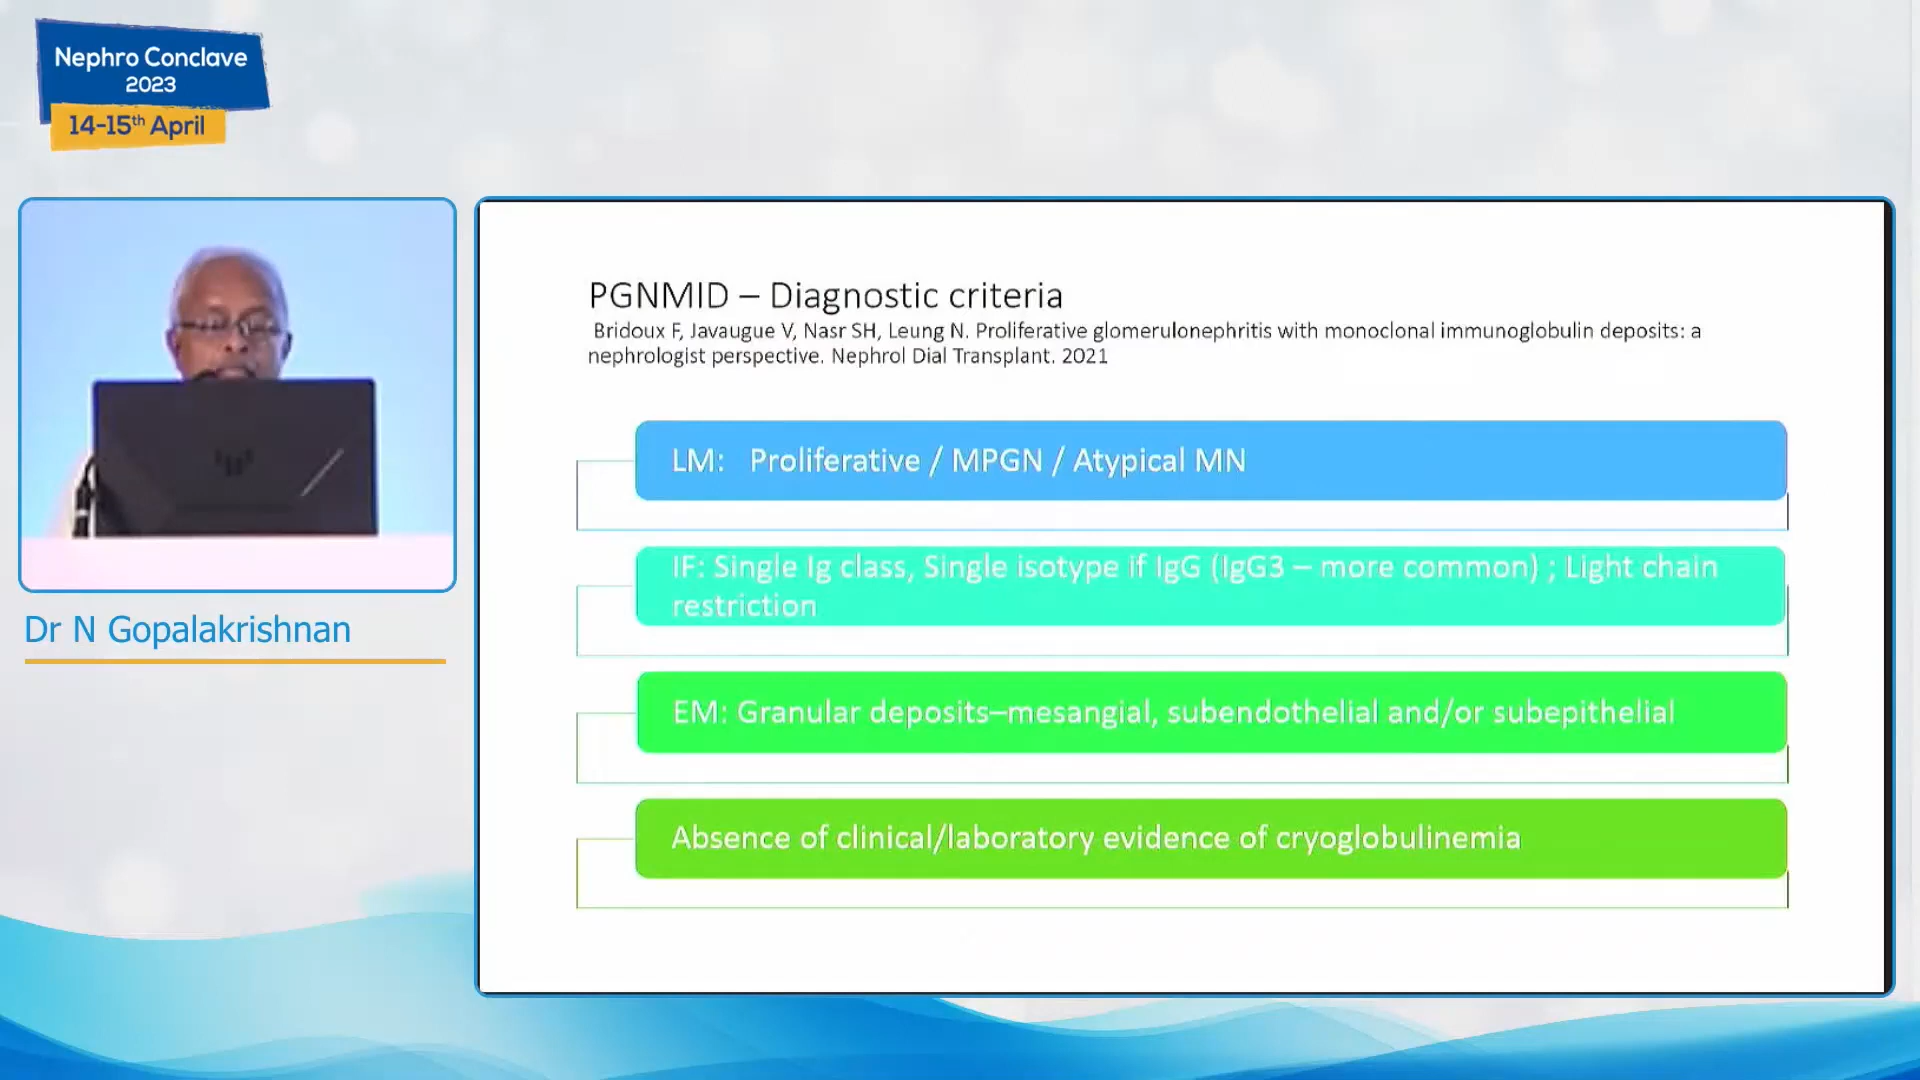 Nephro Conclave
2023
14-15th April
Dr N Gopalakrishnan
PGNMID – Diagnostic criteria
Bridoux F, Javaugue V, Nasr SH, Leung N. Proliferative glomerulonephritis with monoclonal immunoglobulin deposits: a
nephrologist perspective. Nephrol Dial Transplant. 2021
LM: Proliferative / MPGN / Atypical MN
IF: Single Ig class, Single isotype if IgG (IgG3 – more common) ; Light chain
restriction
EM: Granular deposits–mesangial, subendothelial and/or subepithelial
Absence of clinical/laboratory evidence of cryoglobulinemia